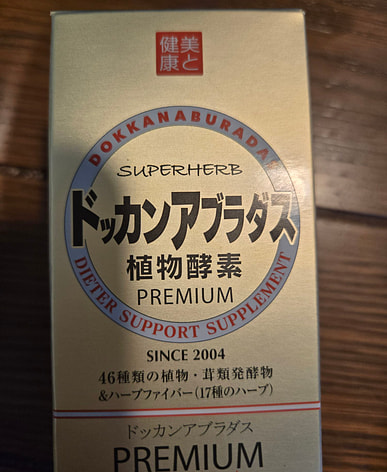 美と
健康
DOKKANABURADAS
SUPERHERB
ドッカンアブラダス
植物酵素
PREMIUM
DIETER SUPPORT SUPPLEMENT
SINCE 2004
46種類の植物・茸類発酵物
&ハーブファイバー(17種のハーブ)
ドッカンアブラダス
PREMIUM